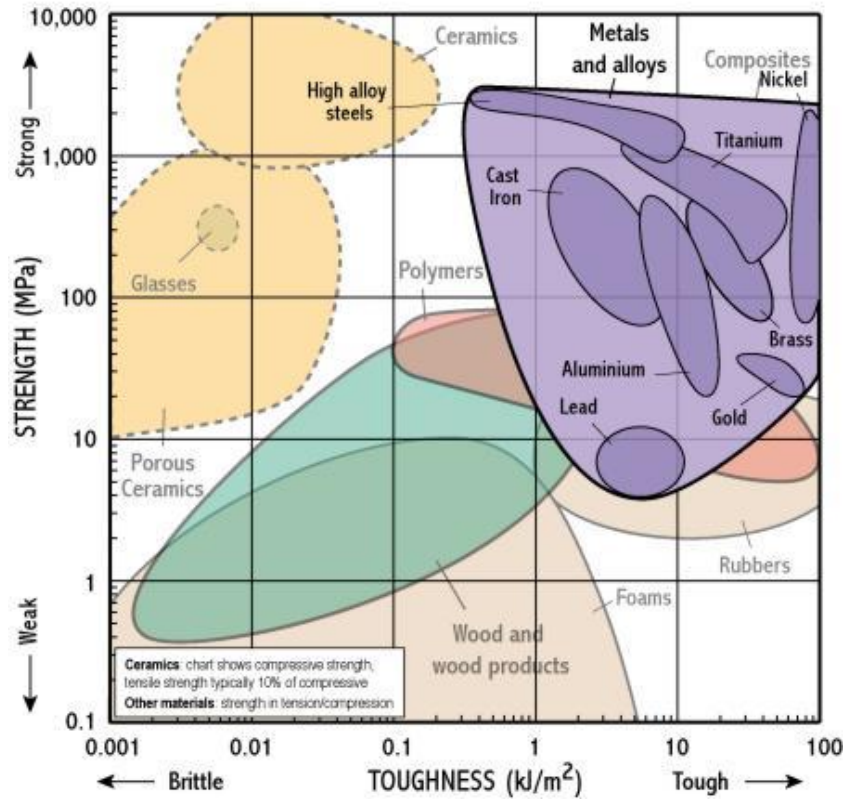 10,000
1,000
100
10
1
0.1
Strong
STRENGTH (MPa)
Weak
Ceramics
High alloy
steels
Metals
and alloys
Composites
Nickel
Titanium
Cast
Iron
Glasses
Polymers
Brass
Aluminium
Lead
Gold
Porous
Ceramics
Rubbers
Foams
Wood and
wood products
Ceramics: chart shows compressive strength,
tensile strength typically 10% of compressive
Other materials: strength in tension/compression
0.001 0.01 0.1 1 10 100
Brittle TOUGHNESS (kJ/m²) Tough